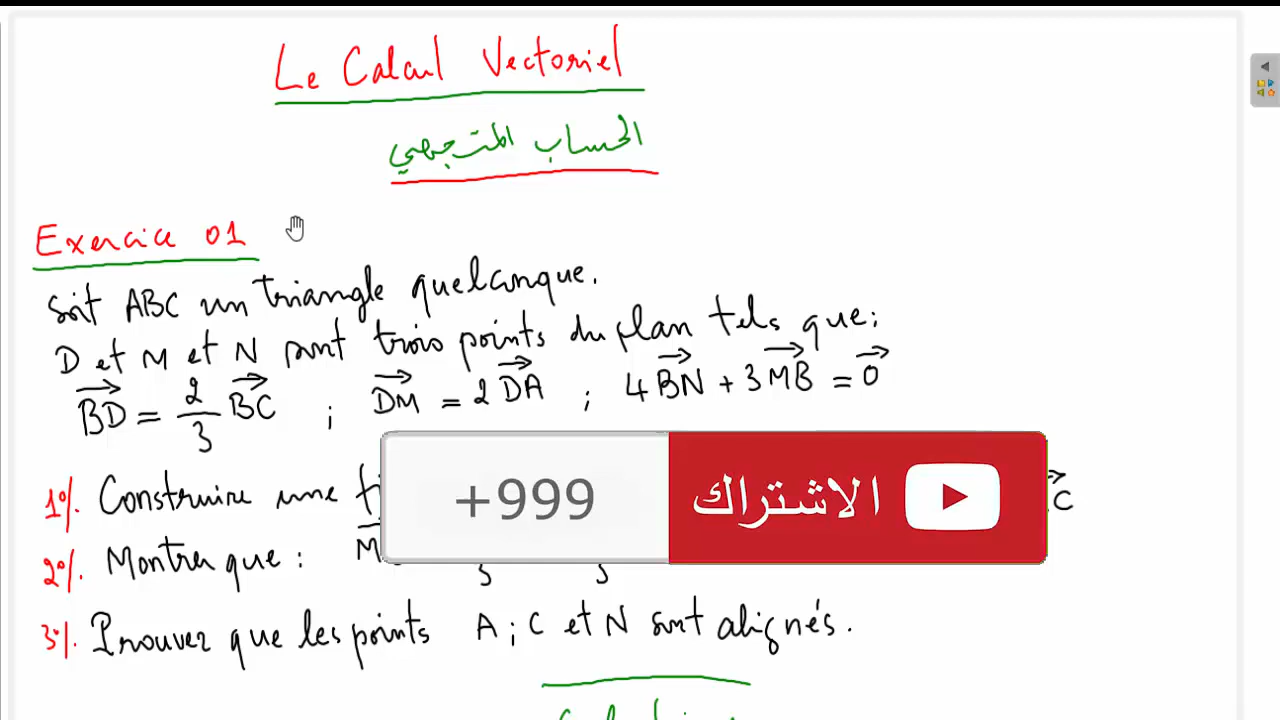 Le Calcul Vectoriel
الحساب المتجهي
Exercice 01
Soit ABC un triangle quelconque.
D et M et N sont trois points du plan tels que:
BD = 2/3 BC ; DM = 2 DA ; 4 BN + 3 MB = 0
1°/. Construire une
+999 الاشتراك
2°/. Montrer que :
3°/. Prouver que les points A ; C et N sont alignés.